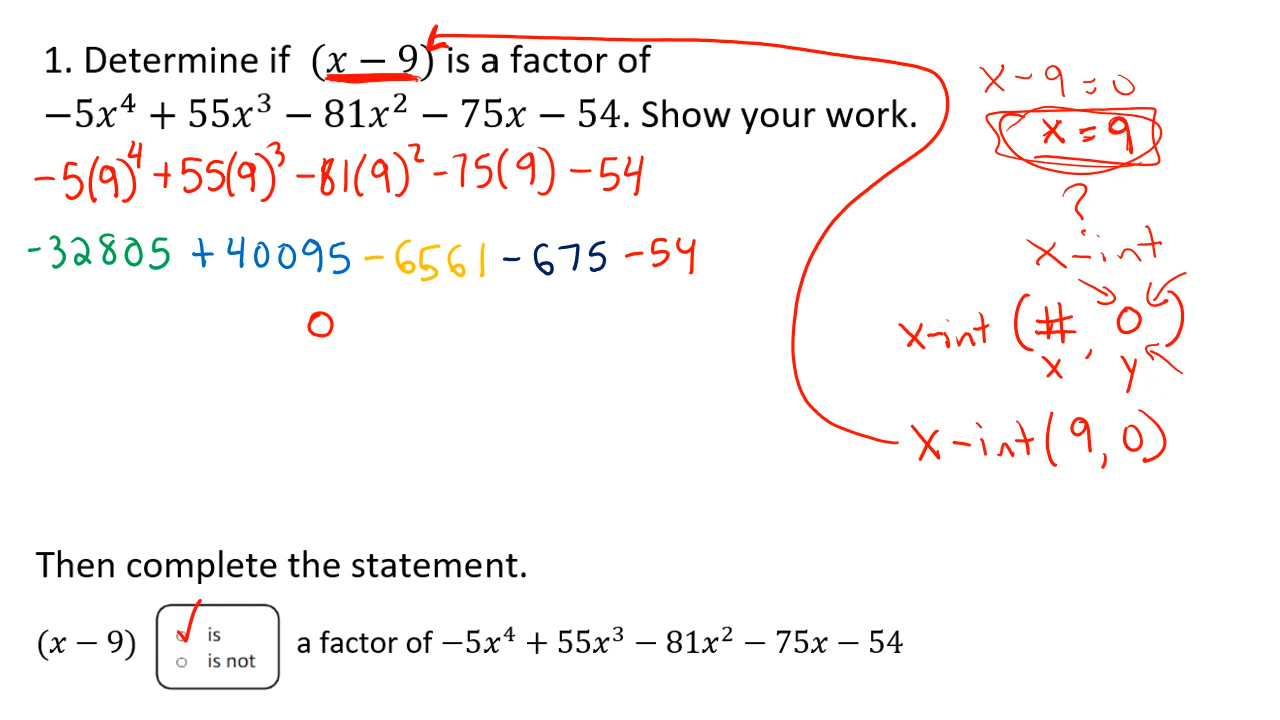 1. Determine if (x − 9) is a factor of
−5x⁴ + 55x³ − 81x² − 75x − 54. Show your work.
-5(9)⁴ +55(9)³ -81(9)² -75(9) -54
-32805 +40095 -6561 -675 -54
0
x-9=0
x=9
?
x-int
x-int (#, 0)
x y
x-int(9,0)
Then complete the statement.
(x − 9) ✓ is
○ is not
a factor of −5x⁴ + 55x³ − 81x² − 75x − 54